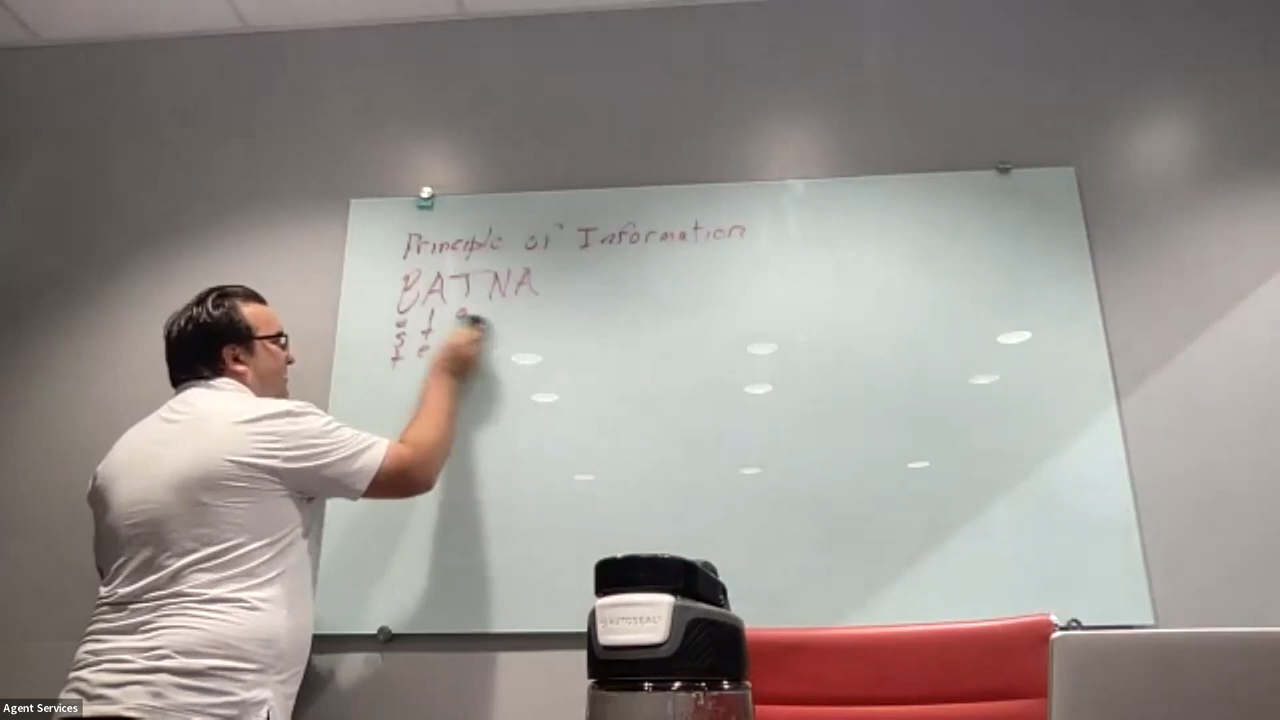 Principle of Information
BATNA
e l o
s t
t e
AUTOSEAL
Agent Services